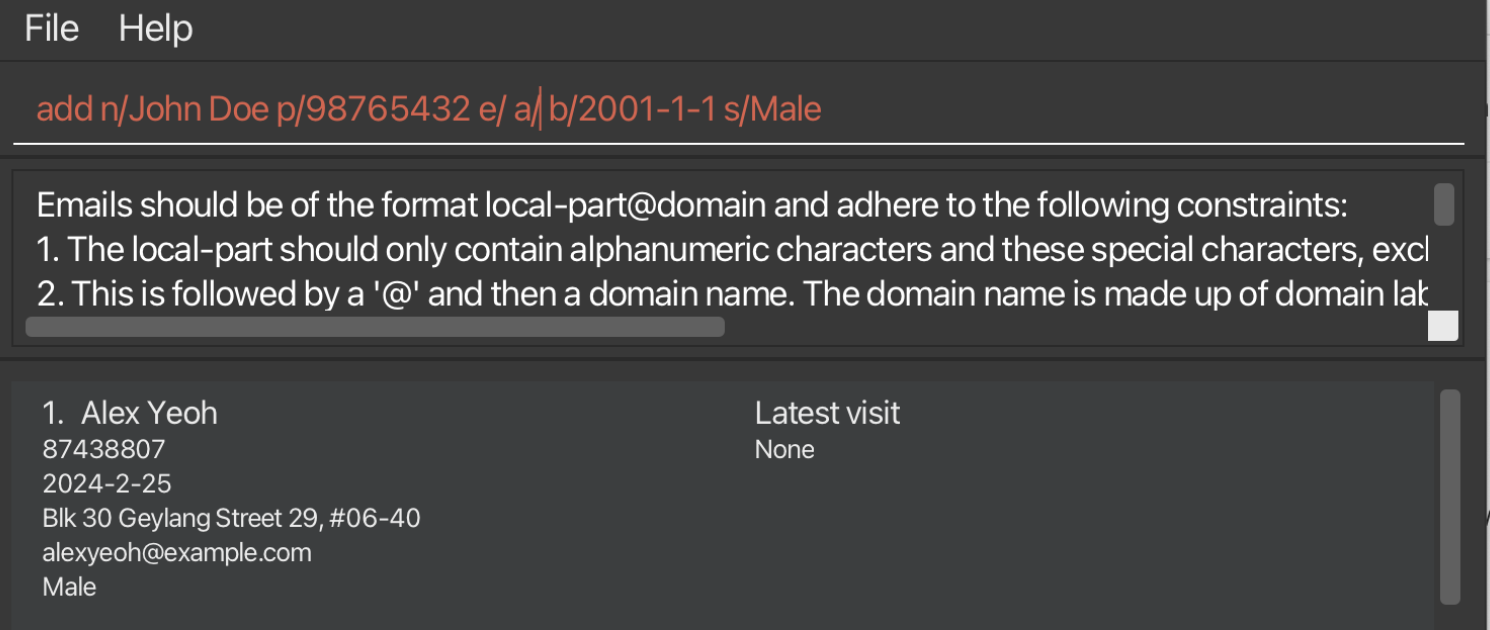 File Help
add n/John Doe p/98765432 e/ a/ b/2001-1-1 s/Male
Emails should be of the format local-part@domain and adhere to the following constraints:
1. The local-part should only contain alphanumeric characters and these special characters,
2. This is followed by a '@' and then a domain name. The domain name is made up of domain
1. Alex Yeoh
87438807
2024-2-25
Blk 30 Geylang Street 29, #06-40
alexyeoh@example.com
Male
Latest visit
None